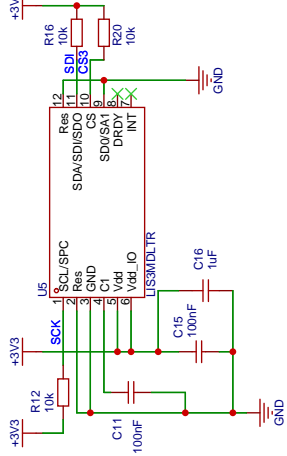 +3V3
+3V3
+3V3
R12
10k
U5
R16
10k
SCK
SDI
CS3
R20
10k
1 SCL/SPC
Res 12
2 Res
SDA/SDI/SDO 11
3 GND
CS 10
4 C1
SD0/SA1 9
5 Vdd
DRDY 8
6 Vdd_IO
INT 7
LIS3MDLTR
C11
100nF
C15
100nF
C16
1uF
GND
GND